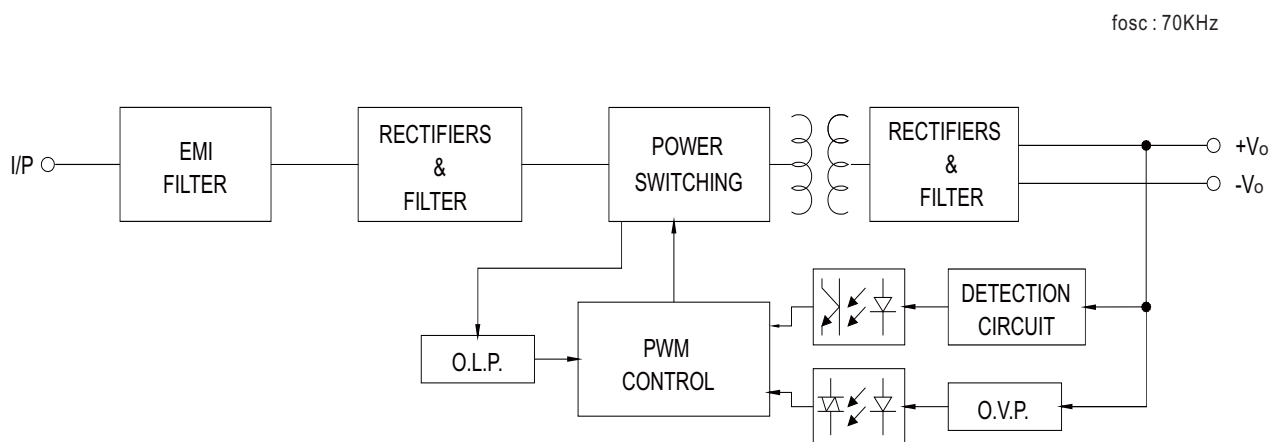 fosc : 70KHz
I/P
EMI
FILTER
RECTIFIERS
&
FILTER
POWER
SWITCHING
RECTIFIERS
&
FILTER
+Vo
-Vo
O.L.P.
PWM
CONTROL
DETECTION
CIRCUIT
O.V.P.